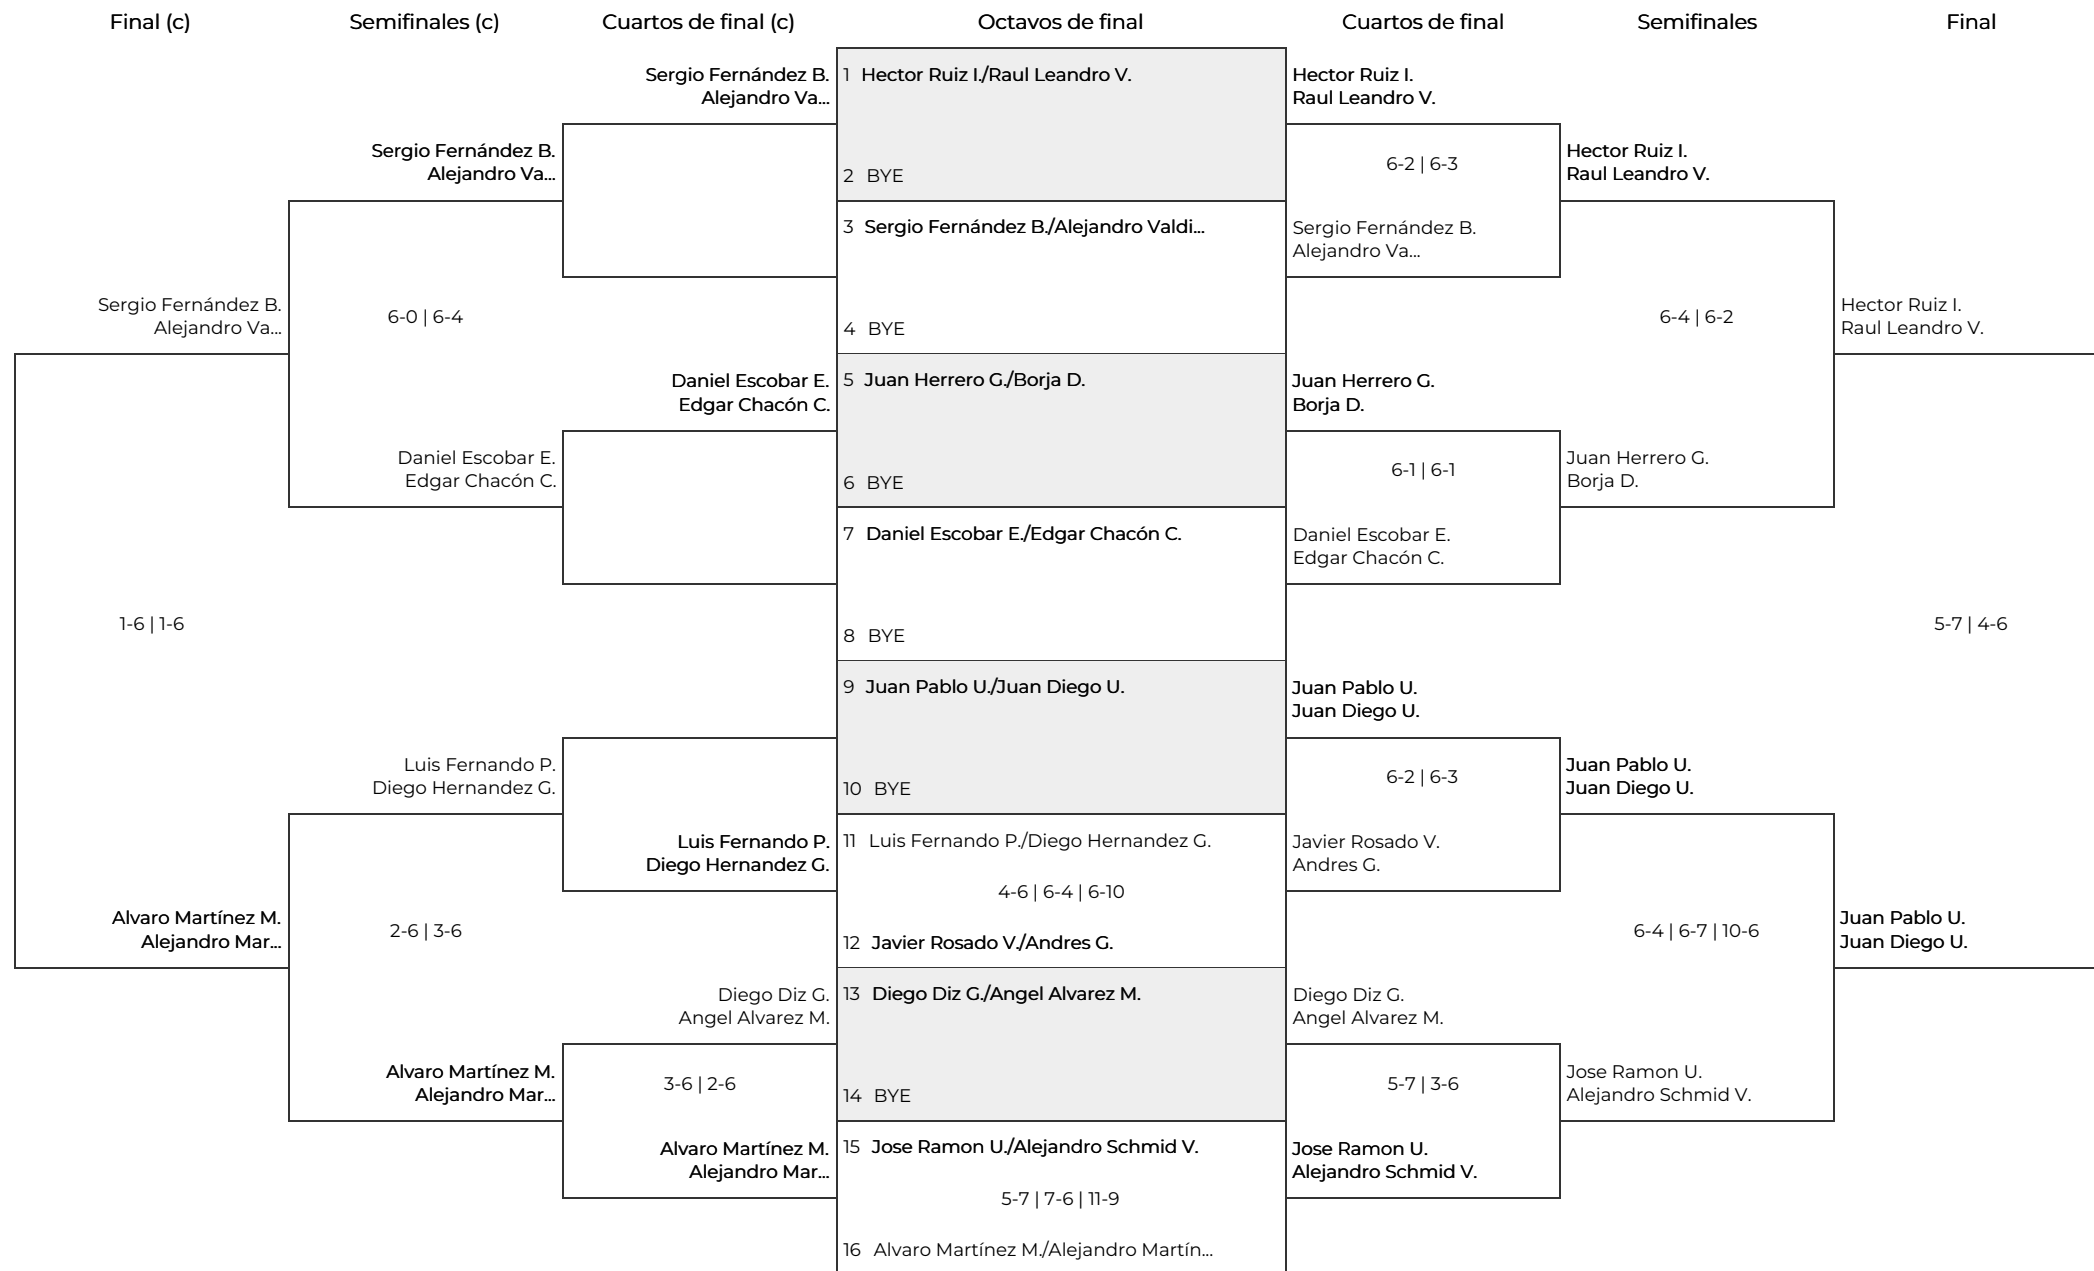 Final (c)
Semifinales (c)
Cuartos de final (c)
Octavos de final
Cuartos de final
Semifinales
Final
Sergio Fernández B.
Alejandro Va...
Alvaro Martínez M.
Alejandro Mar...
1-6 | 1-6
Sergio Fernández B.
Alejandro Va...
6-0 | 6-4
Daniel Escobar E.
Edgar Chacón C.
Luis Fernando P.
Diego Hernandez G.
2-6 | 3-6
Alvaro Martínez M.
Alejandro Mar...
Sergio Fernández B.
Alejandro Va...
Daniel Escobar E.
Edgar Chacón C.
Luis Fernando P.
Diego Hernandez G.
Diego Diz G.
Angel Alvarez M.
3-6 | 2-6
Alvaro Martínez M.
Alejandro Mar...
1 Hector Ruiz I./Raul Leandro V.
2 BYE
3 Sergio Fernández B./Alejandro Valdi...
4 BYE
5 Juan Herrero G./Borja D.
6 BYE
7 Daniel Escobar E./Edgar Chacón C.
8 BYE
9 Juan Pablo U./Juan Diego U.
10 BYE
11 Luis Fernando P./Diego Hernandez G.
4-6 | 6-4 | 6-10
12 Javier Rosado V./Andres G.
13 Diego Diz G./Angel Alvarez M.
14 BYE
15 Jose Ramon U./Alejandro Schmid V.
5-7 | 7-6 | 11-9
16 Alvaro Martínez M./Alejandro Martín...
Hector Ruiz I.
Raul Leandro V.
6-2 | 6-3
Sergio Fernández B.
Alejandro Va...
Juan Herrero G.
Borja D.
6-1 | 6-1
Daniel Escobar E.
Edgar Chacón C.
Juan Pablo U.
Juan Diego U.
6-2 | 6-3
Javier Rosado V.
Andres G.
Diego Diz G.
Angel Alvarez M.
5-7 | 3-6
Jose Ramon U.
Alejandro Schmid V.
Hector Ruiz I.
Raul Leandro V.
6-4 | 6-2
Juan Herrero G.
Borja D.
Juan Pablo U.
Juan Diego U.
6-4 | 6-7 | 10-6
Jose Ramon U.
Alejandro Schmid V.
Hector Ruiz I.
Raul Leandro V.
5-7 | 4-6
Juan Pablo U.
Juan Diego U.